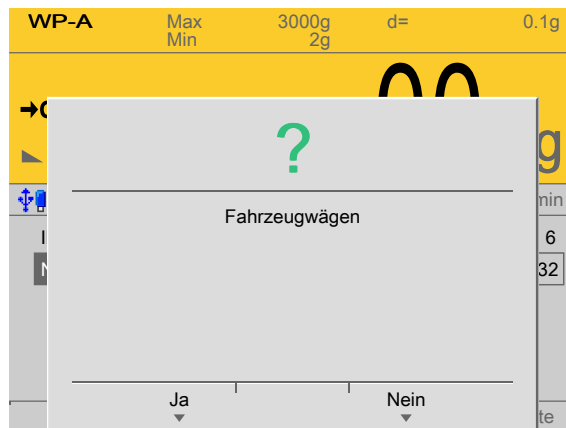 WP-A Max 3000g d= 0.1g
Min 2g
?
Fahrzeugwägen
6
32
Ja Nein